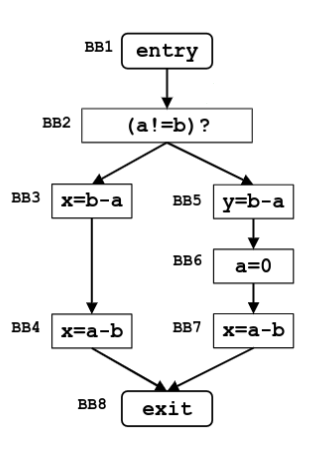 BB1 entry
BB2 (a!=b)?
BB3 x=b-a BB5 y=b-a
BB6 a=0
BB4 x=a-b BB7 x=a-b
BB8 exit